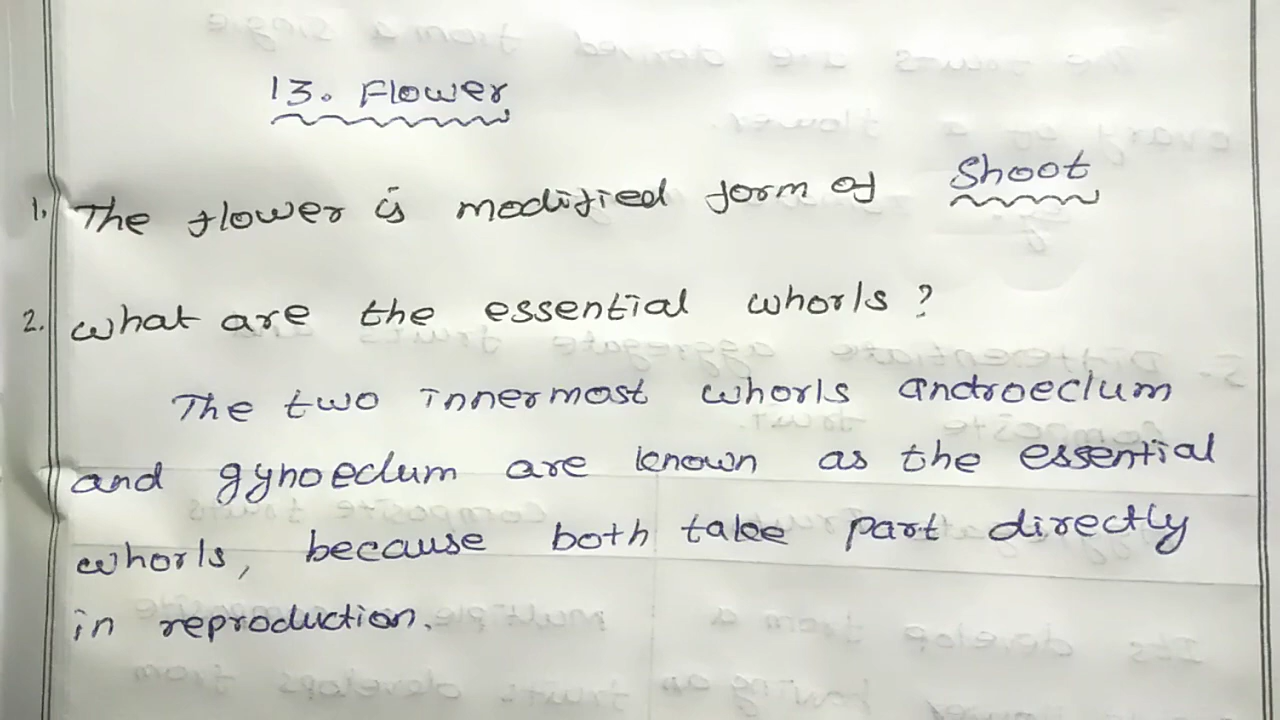 13. Flower
1. The flower is modified form of Shoot
2. What are the essential whorls?
The two innermost whorls androeclum
and gynoeclum are known as the essential
whorls, because both take part directly
in reproduction.